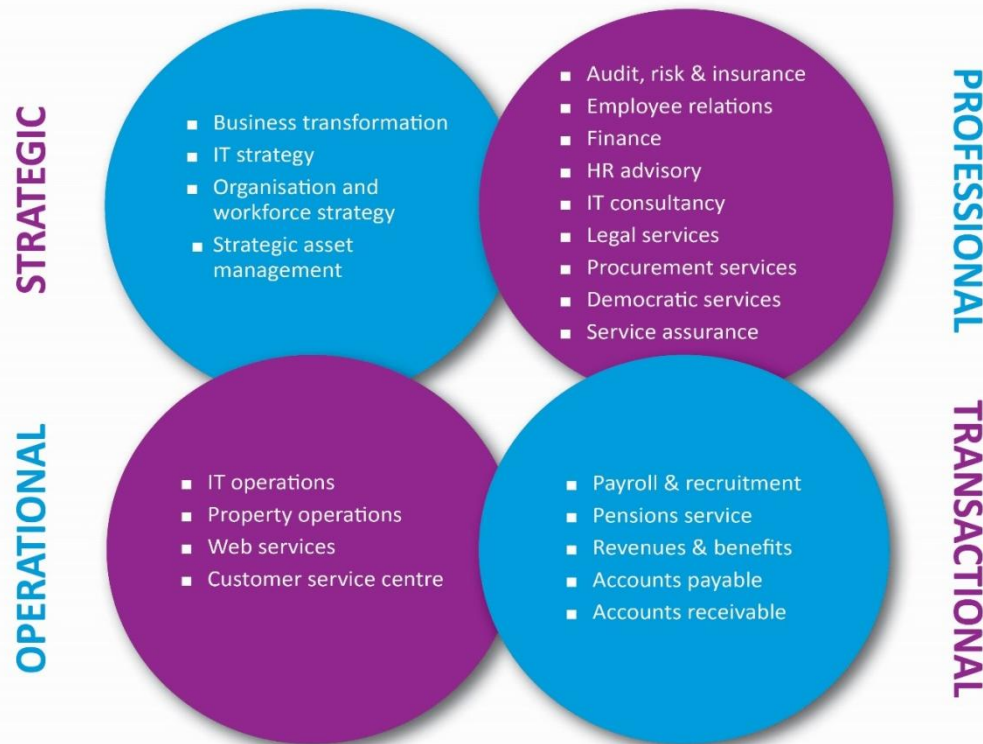 STRATEGIC
■ Business transformation
■ IT strategy
■ Organisation and
workforce strategy
■ Strategic asset
management
PROFESSIONAL
■ Audit, risk & insurance
■ Employee relations
■ Finance
■ HR advisory
■ IT consultancy
■ Legal services
■ Procurement services
■ Democratic services
■ Service assurance
OPERATIONAL
■ IT operations
■ Property operations
■ Web services
■ Customer service centre
TRANSACTIONAL
■ Payroll & recruitment
■ Pensions service
■ Revenues & benefits
■ Accounts payable
■ Accounts receivable